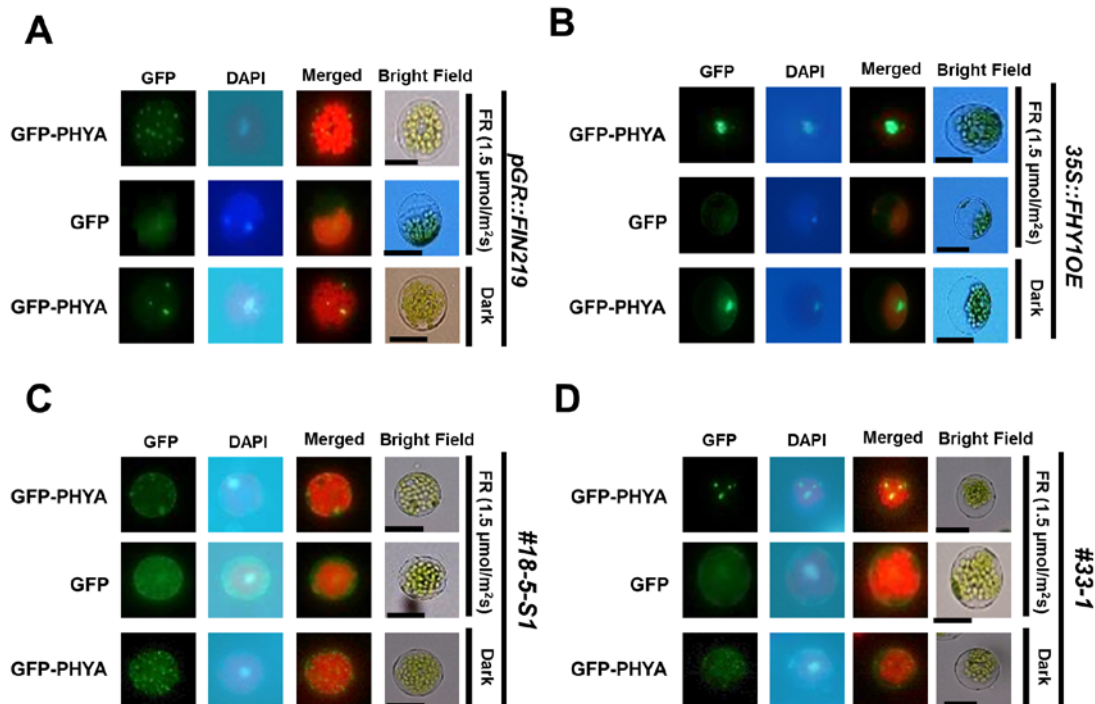 A
GFP DAPI Merged Bright Field
GFP-PHYA
GFP
GFP-PHYA
FR (1.5 μmol/m²s)
Dark
pGR::FIN219
B
GFP DAPI Merged Bright Field
GFP-PHYA
GFP
GFP-PHYA
FR (1.5 μmol/m²s)
Dark
35S::FHY1OE
C
GFP DAPI Merged Bright Field
GFP-PHYA
GFP
GFP-PHYA
FR (1.5 μmol/m²s)
Dark
#18-5-S1
D
GFP DAPI Merged Bright Field
GFP-PHYA
GFP
GFP-PHYA
FR (1.5 μmol/m²s)
Dark
#33-1